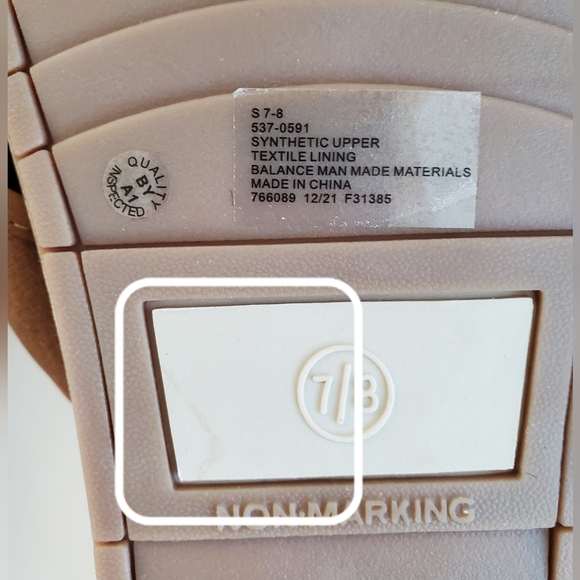 S 7-8
537-0591
SYNTHETIC UPPER
TEXTILE LINING
BALANCE MAN MADE MATERIALS
MADE IN CHINA
766089 12/21 F31385
QUALITY
INSPECTED
BY
A1
7/8
NON-MARKING